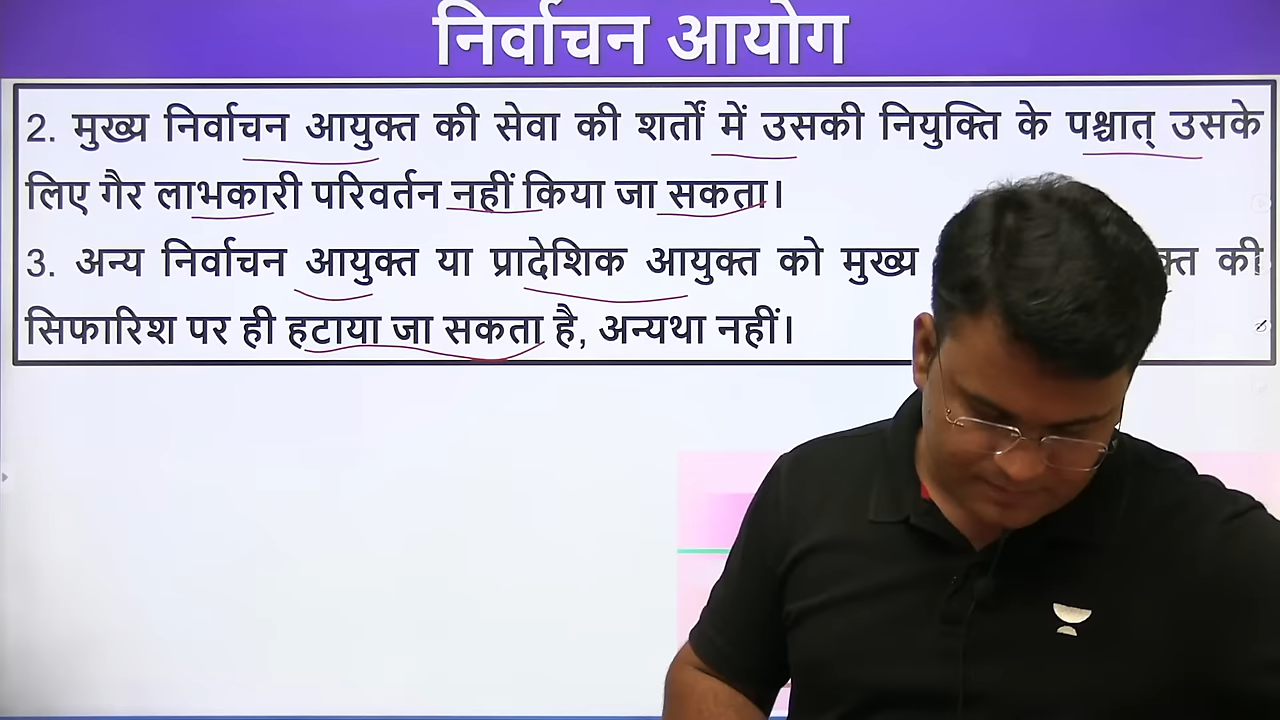 निर्वाचन आयोग
2. मुख्य निर्वाचन आयुक्त की सेवा की शर्तों में उसकी नियुक्ति के पश्चात् उसके
लिए गैर लाभकारी परिवर्तन नहीं किया जा सकता।
3. अन्य निर्वाचन आयुक्त या प्रादेशिक आयुक्त को मुख्य की
सिफारिश पर ही हटाया जा सकता है, अन्यथा नहीं।